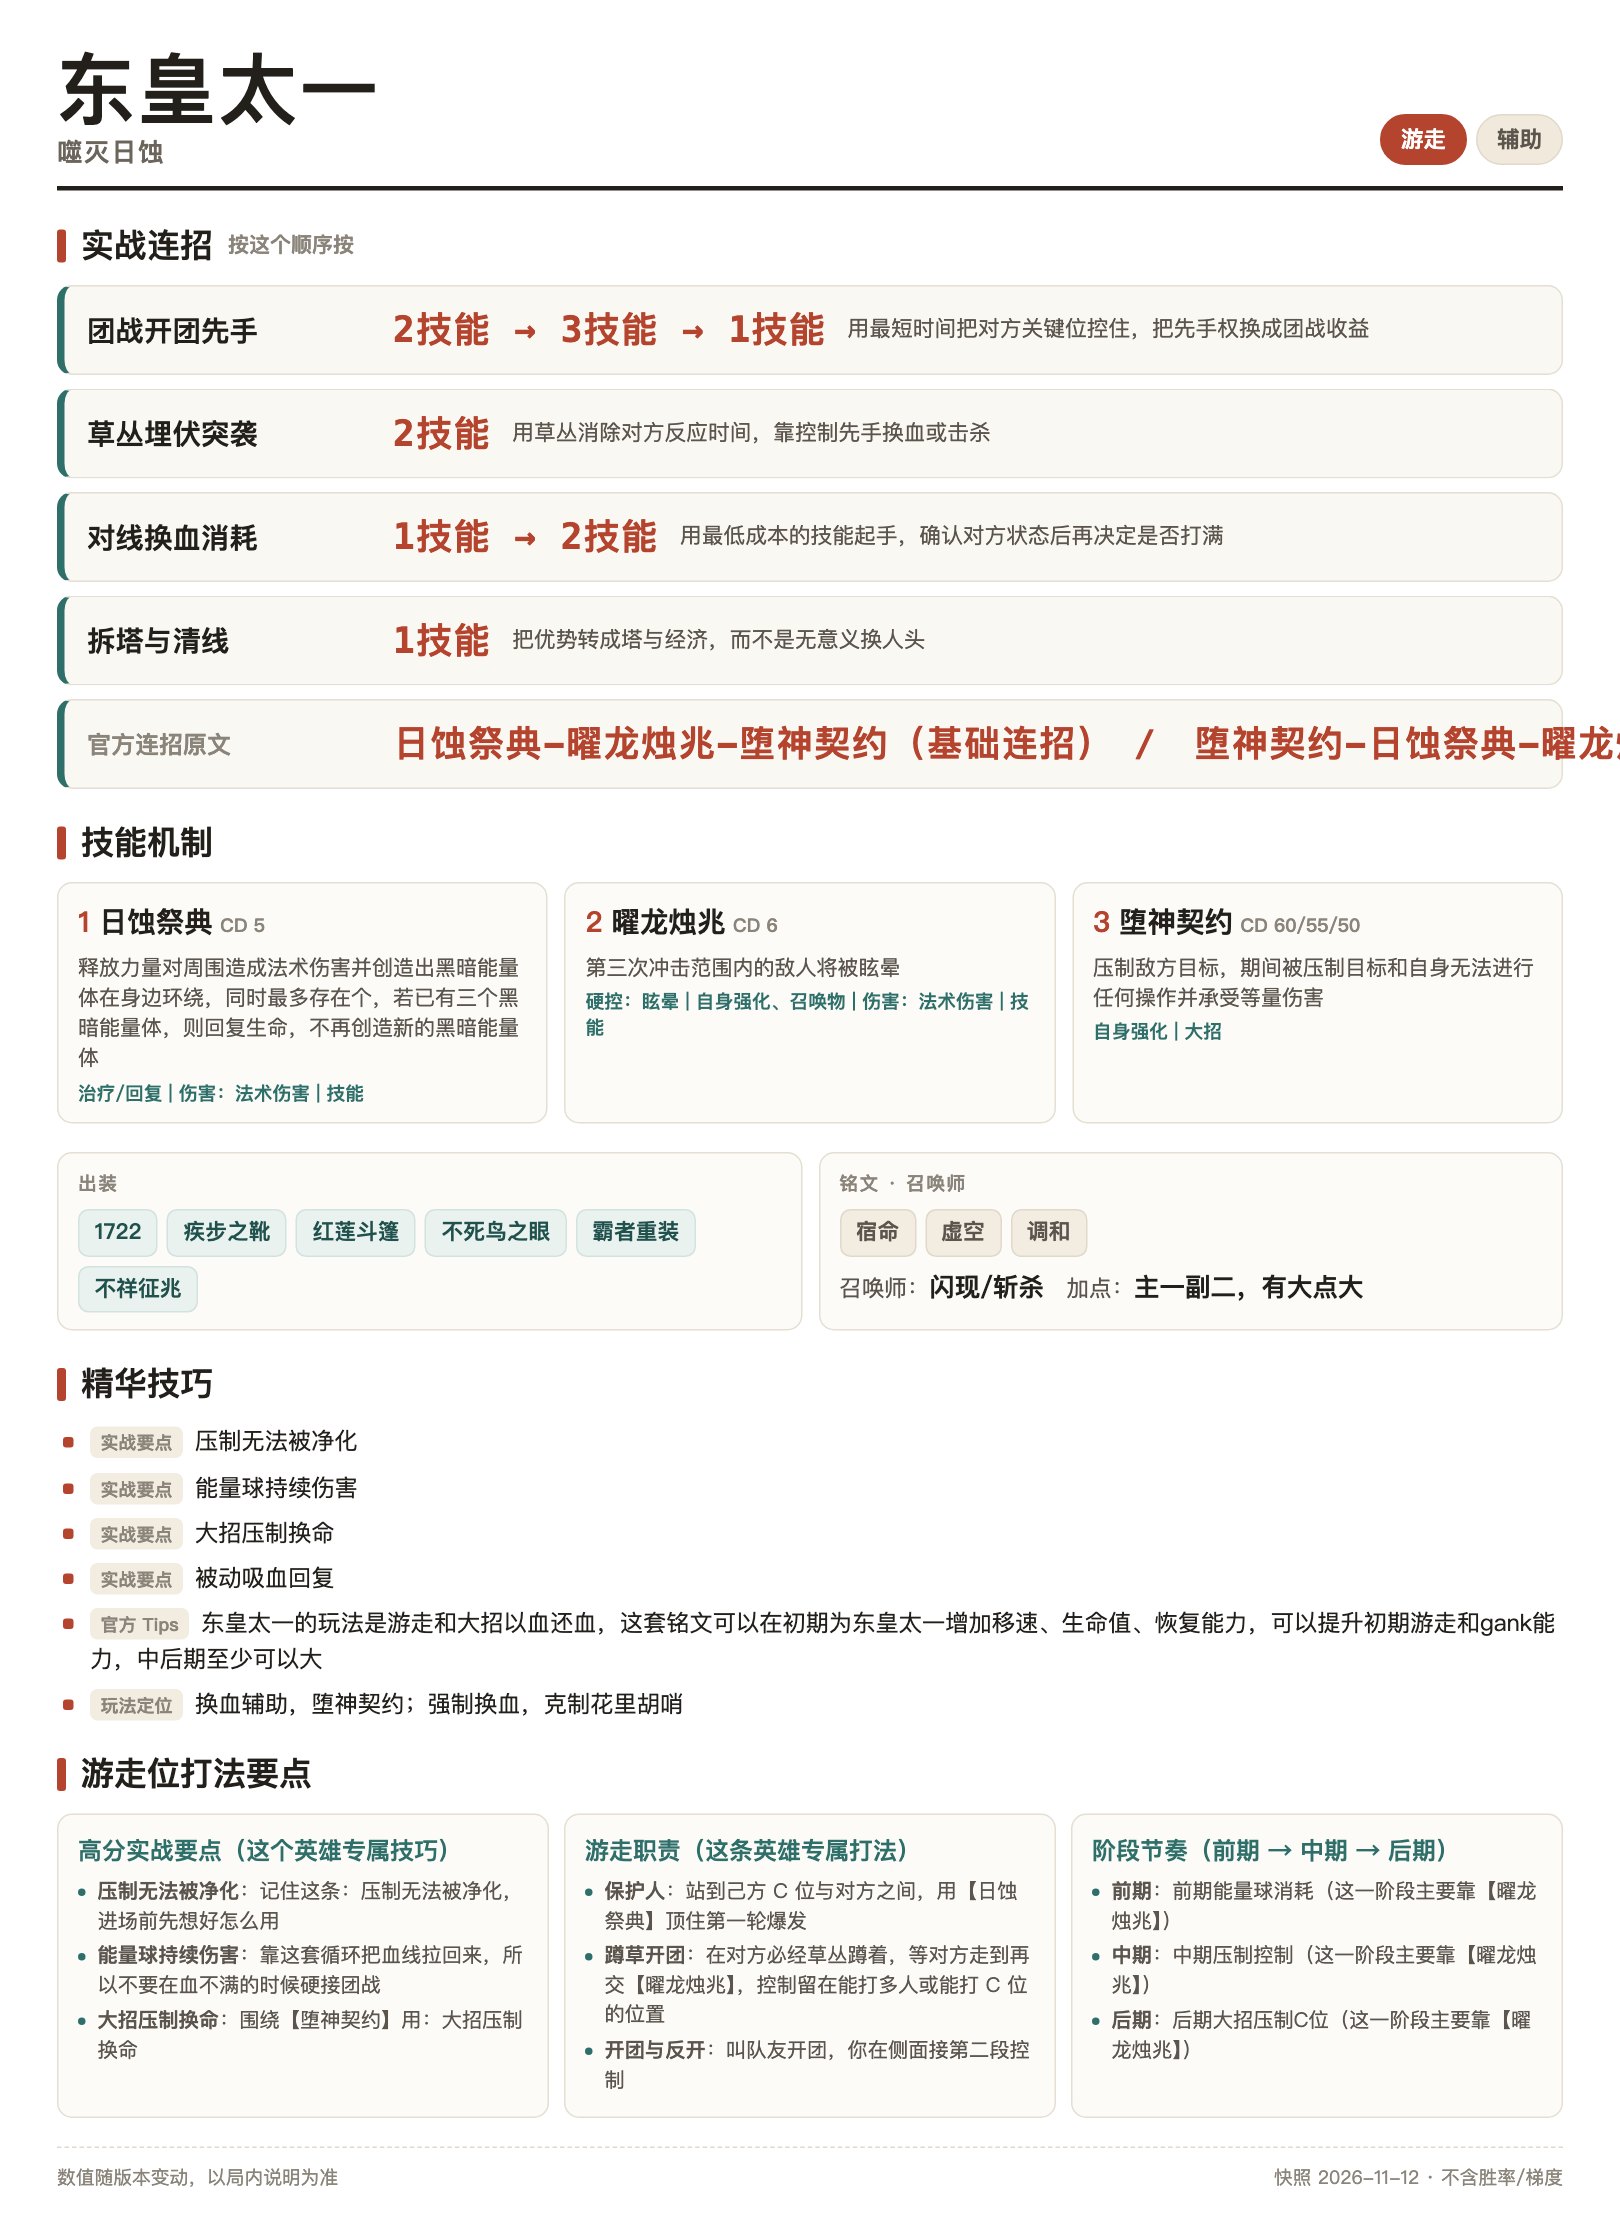 东皇太一
噬灭日蚀
游走 辅助
实战连招 按这个顺序按
团战开团先手 2技能 → 3技能 → 1技能 用最短时间把对方关键位控住，把先手权换成团战收益
草丛埋伏突袭 2技能 用草丛消除对方反应时间，靠控制先手换血或击杀
对线换血消耗 1技能 → 2技能 用最低成本的技能起手，确认对方状态后再决定是否打满
拆塔与清线 1技能 把优势转成塔与经济，而不是无意义换人头
官方连招原文 日蚀祭典-曜龙烛兆-堕神契约（基础连招） / 堕神契约-日蚀祭典-曜龙
技能机制
1 日蚀祭典 CD 5
释放力量对周围造成法术伤害并创造出黑暗能量
体在身边环绕，同时最多存在个，若已有三个黑
暗能量体，则回复生命，不再创造新的黑暗能量
体
治疗/回复 | 伤害：法术伤害 | 技能
2 曜龙烛兆 CD 6
第三次冲击范围内的敌人将被眩晕
硬控：眩晕 | 自身强化、召唤物 | 伤害：法术伤害 | 技
能
3 堕神契约 CD 60/55/50
压制敌方目标，期间被压制目标和自身无法进行
任何操作并承受等量伤害
自身强化 | 大招
出装
1722 疾步之靴 红莲斗篷 不死鸟之眼 霸者重装
不祥征兆
铭文 · 召唤师
宿命 虚空 调和
召唤师：闪现/斩杀 加点：主一副二，有大点大
精华技巧
实战要点 压制无法被净化
实战要点 能量球持续伤害
实战要点 大招压制换命
实战要点 被动吸血回复
官方 Tips 东皇太一的玩法是游走和大招以血还血，这套铭文可以在初期为东皇太一增加移速、生命值、恢复能力，可以提升初期游走和gank能
力，中后期至少可以大
玩法定位 换血辅助，堕神契约；强制换血，克制花里胡哨
游走位打法要点
高分实战要点（这个英雄专属技巧）
压制无法被净化：记住这条：压制无法被净化，
进场前先想好怎么用
能量球持续伤害：靠这套循环把血线拉回来，所
以不要在血不满的时候硬接团战
大招压制换命：围绕【堕神契约】用：大招压制
换命
游走职责（这条英雄专属打法）
保护人：站到己方 C 位与对方之间，用【日蚀
祭典】顶住第一轮爆发
蹲草开团：在对方必经草丛蹲着，等对方走到再
交【曜龙烛兆】，控制留在能打多人或能打 C 位
的位置
开团与反开：叫队友开团，你在侧面接第二段控
制
阶段节奏（前期 → 中期 → 后期）
前期：前期能量球消耗（这一阶段主要靠【曜龙
烛兆】）
中期：中期压制控制（这一阶段主要靠【曜龙烛
兆】）
后期：后期大招压制C位（这一阶段主要靠【曜
龙烛兆】）
数值随版本变动，以局内说明为准
快照 2026-11-12 · 不含胜率/梯度